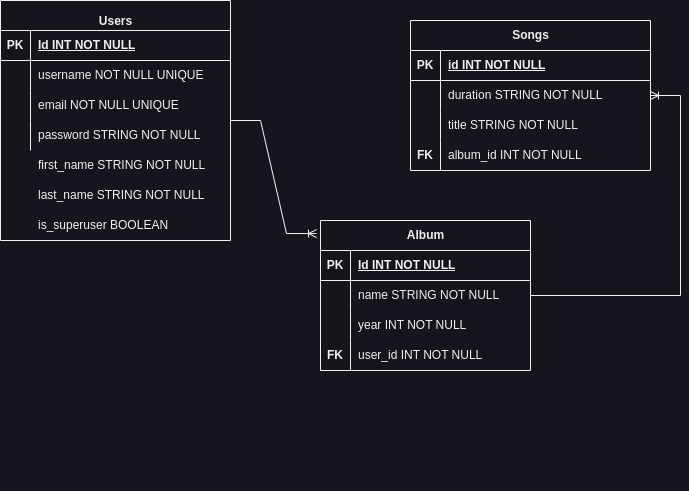 Users
PK Id INT NOT NULL
username NOT NULL UNIQUE
email NOT NULL UNIQUE
password STRING NOT NULL
first_name STRING NOT NULL
last_name STRING NOT NULL
is_superuser BOOLEAN
Songs
PK id INT NOT NULL
duration STRING NOT NULL
title STRING NOT NULL
FK album_id INT NOT NULL
Album
PK Id INT NOT NULL
name STRING NOT NULL
year INT NOT NULL
FK user_id INT NOT NULL